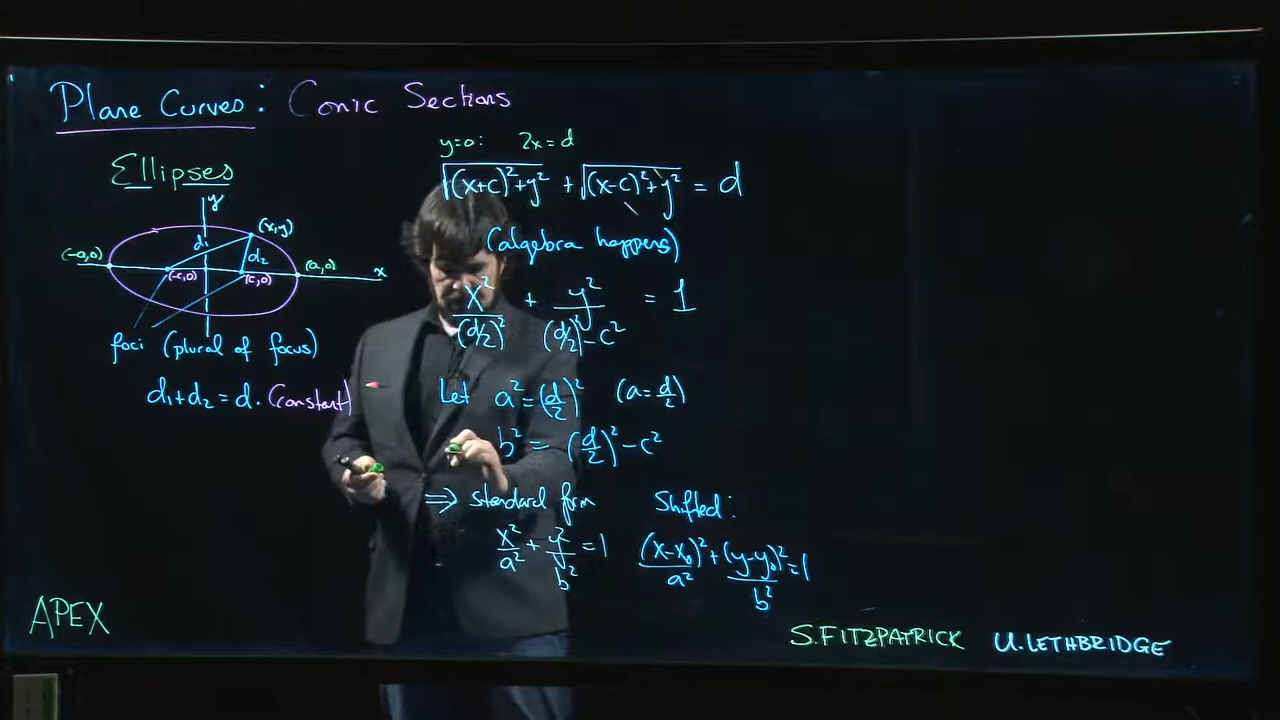 Plane Curves: Conic Sections
Ellipses
y
(x,y)
d₁
d₂
(-a,0)
(-c,0)
(c,0)
(a,0)
x
foci (plural of focus)
d₁+d₂ = d. (constant)
y=0: 2x=d
√((x+c)²+y²) + √((x-c)²+y²) = d
(algebra happens)
x²/(d/2)² + y²/((d/2)²-c²) = 1
Let a² = (d/2)² (a=d/2)
b² = (d/2)² - c²
⇒ standard form
x²/a² + y²/b² = 1
Shifted:
(x-x₀)²/a² + (y-y₀)²/b² = 1
APEX
S.FITZPATRICK U.LETHBRIDGE